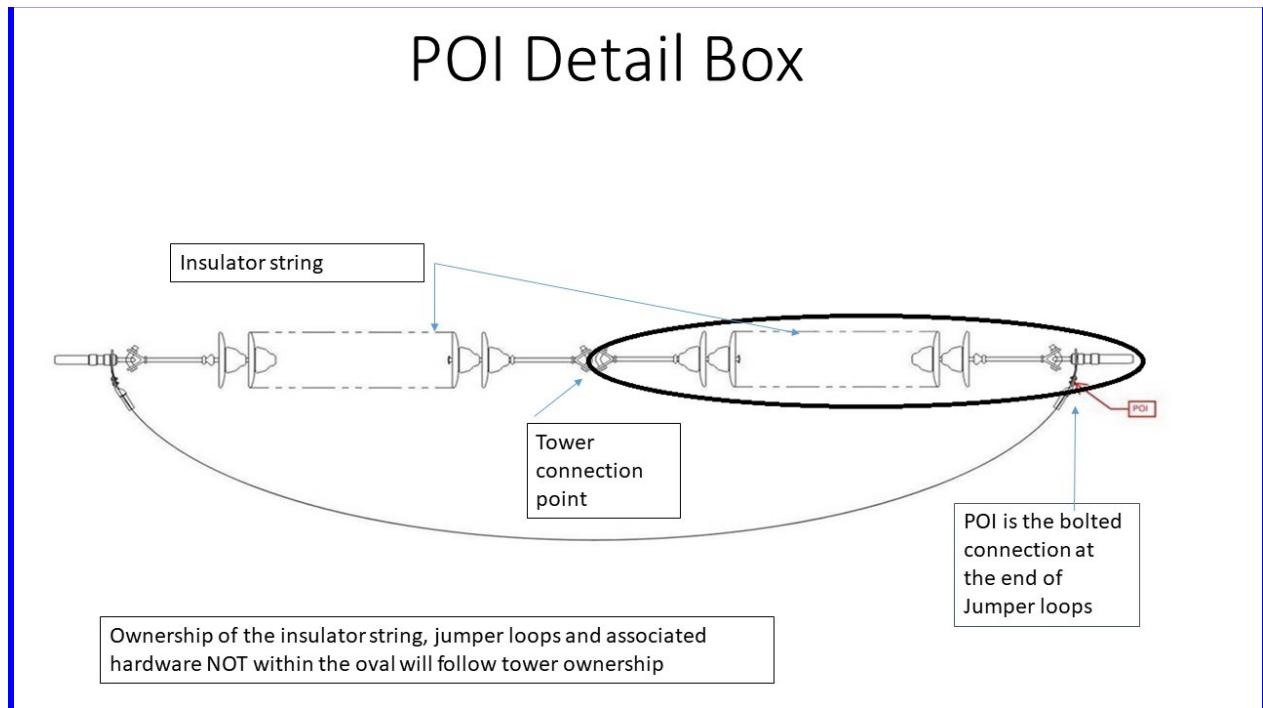 POI Detail Box
Insulator string
Tower
connection
point
POI
POI is the bolted
connection at
the end of
Jumper loops
Ownership of the insulator string, jumper loops and associated
hardware NOT within the oval will follow tower ownership